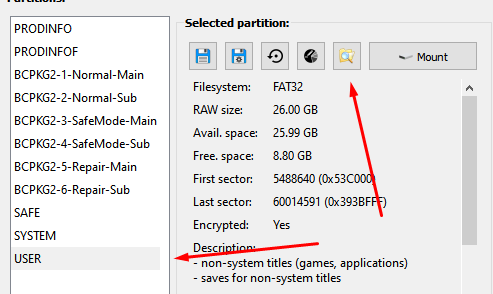 Selected partition:
PRODINFO
PRODINFOF
BCPKG2-1-Normal-Main
BCPKG2-2-Normal-Sub
BCPKG2-3-SafeMode-Main
BCPKG2-4-SafeMode-Sub
BCPKG2-5-Repair-Main
BCPKG2-6-Repair-Sub
SAFE
SYSTEM
USER
Mount
Filesystem: FAT32
RAW size: 26.00 GB
Avail. space: 25.99 GB
Free. space: 8.80 GB
First sector: 5488640 (0x53C000)
Last sector: 60014591 (0x393BFFF)
Encrypted: Yes
Description:
- non-system titles (games, applications)
- saves for non-system titles